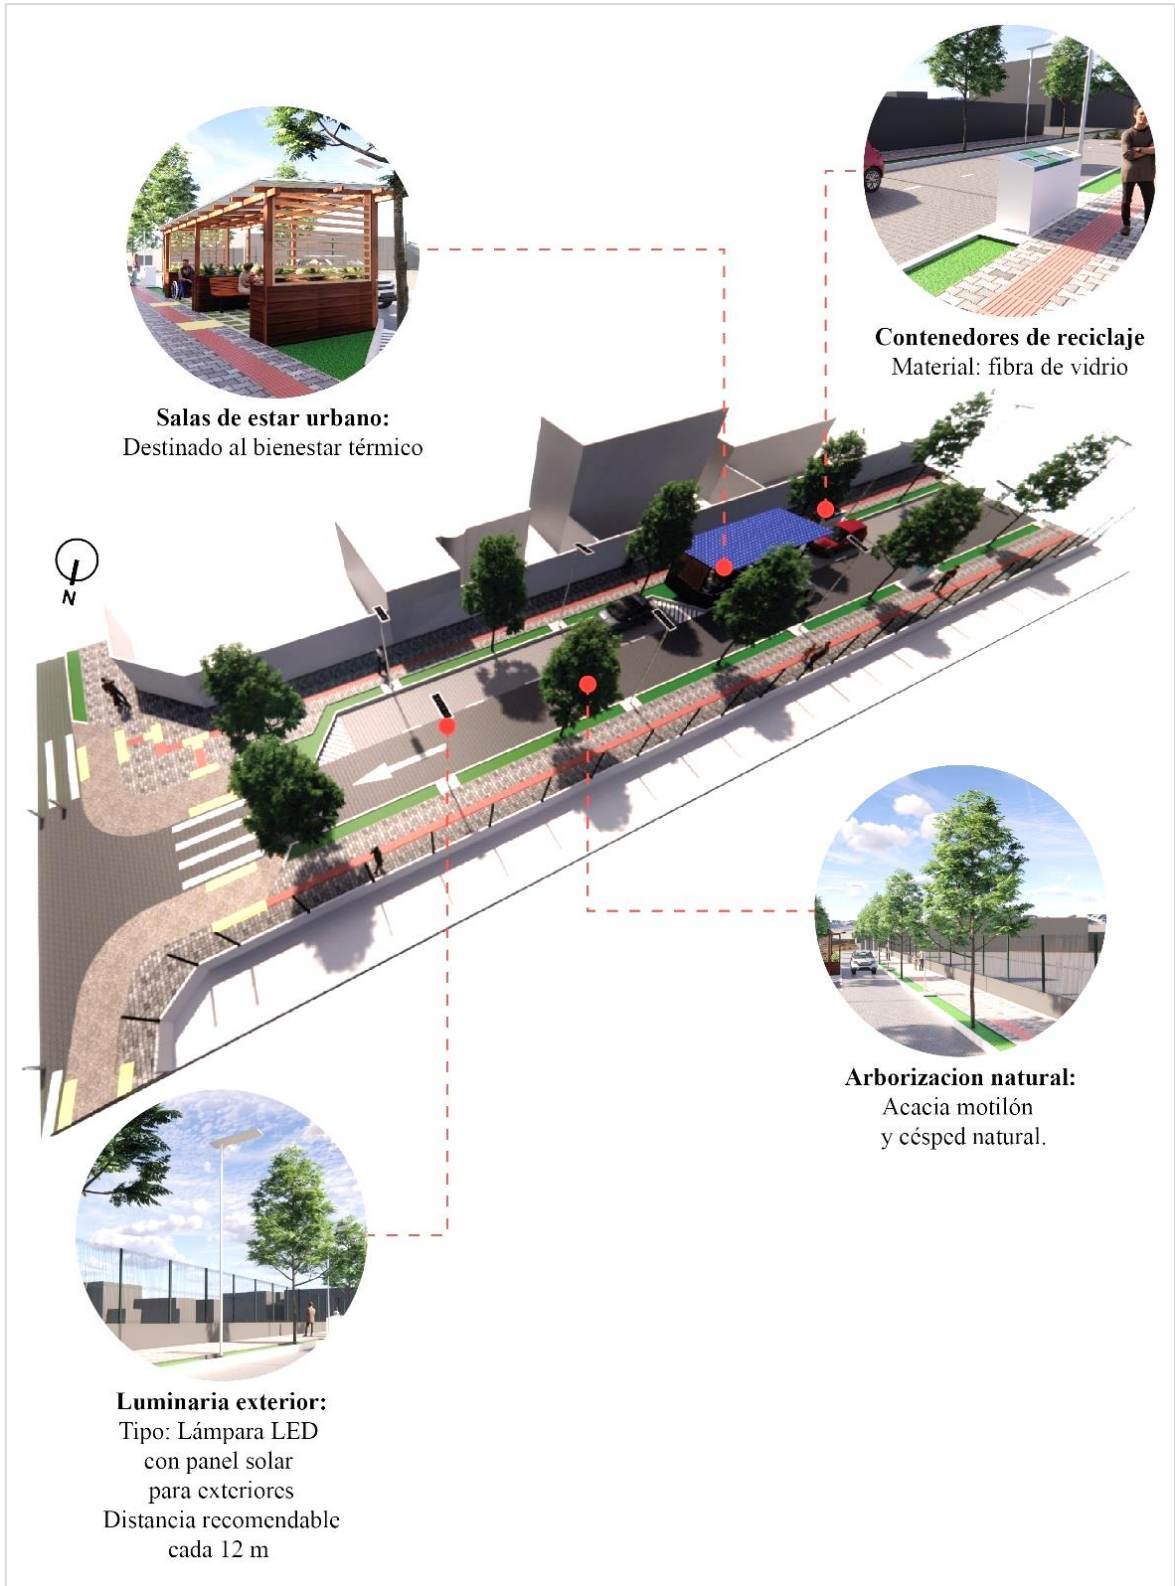 Contenedores de reciclaje
Material: fibra de vidrio
Salas de estar urbano:
Destinado al bienestar térmico
N
Arborizacion natural:
Acacia motilón
y césped natural.
Luminaria exterior:
Tipo: Lámpara LED
con panel solar
para exteriores
Distancia recomendable
cada 12 m